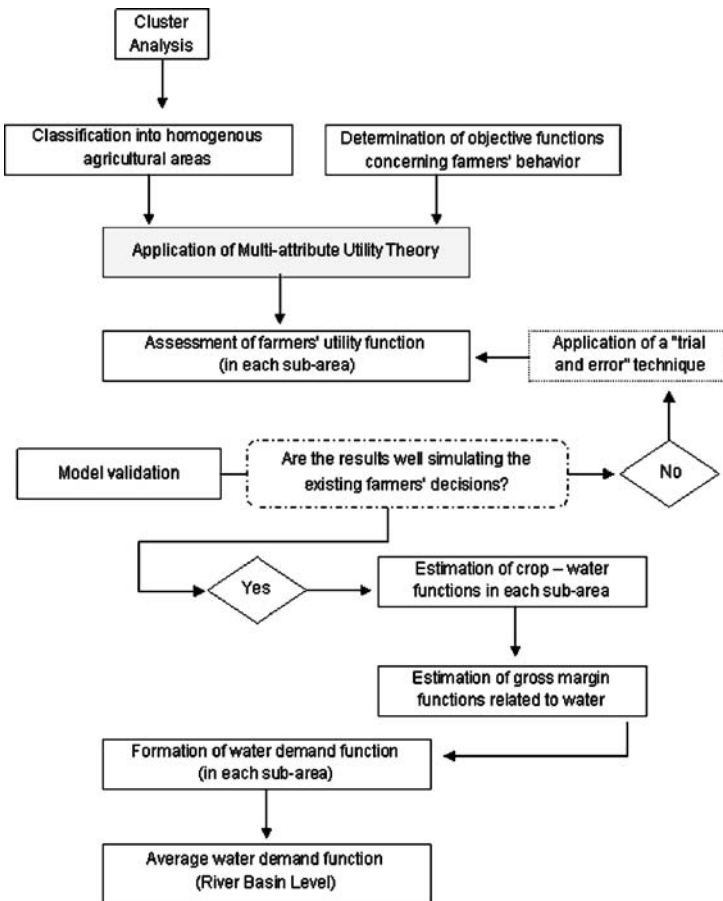 Cluster
Analysis
Classification into homogenous
agricultural areas
Determination of objective functions
concerning farmers' behavior
Application of Multi-attribute Utility Theory
Assessment of farmers' utility function
(in each sub-area)
Application of a "trial
and error" technique
Model validation
Are the results well simulating the
existing farmers' decisions?
No
Yes
Estimation of crop – water
functions in each sub-area
Estimation of gross margin
functions related to water
Formation of water demand function
(in each sub-area)
Average water demand function
(River Basin Level)